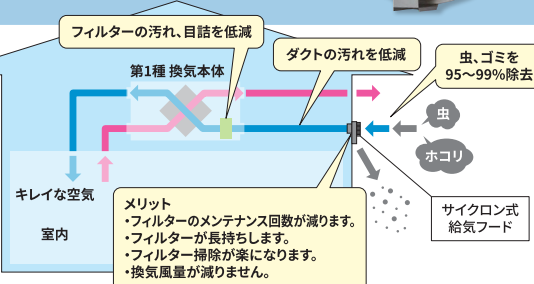 フィルターの汚れ、目詰を低減
ダクトの汚れを低減
虫、ゴミを
95～99%除去
第1種 換気本体
虫
ホコリ
キレイな空気
室内
メリット
・フィルターのメンテナンス回数が減ります。
・フィルターが長持ちします。
・フィルター掃除が楽になります。
・換気風量が減りません。
サイクロン式
給気フード